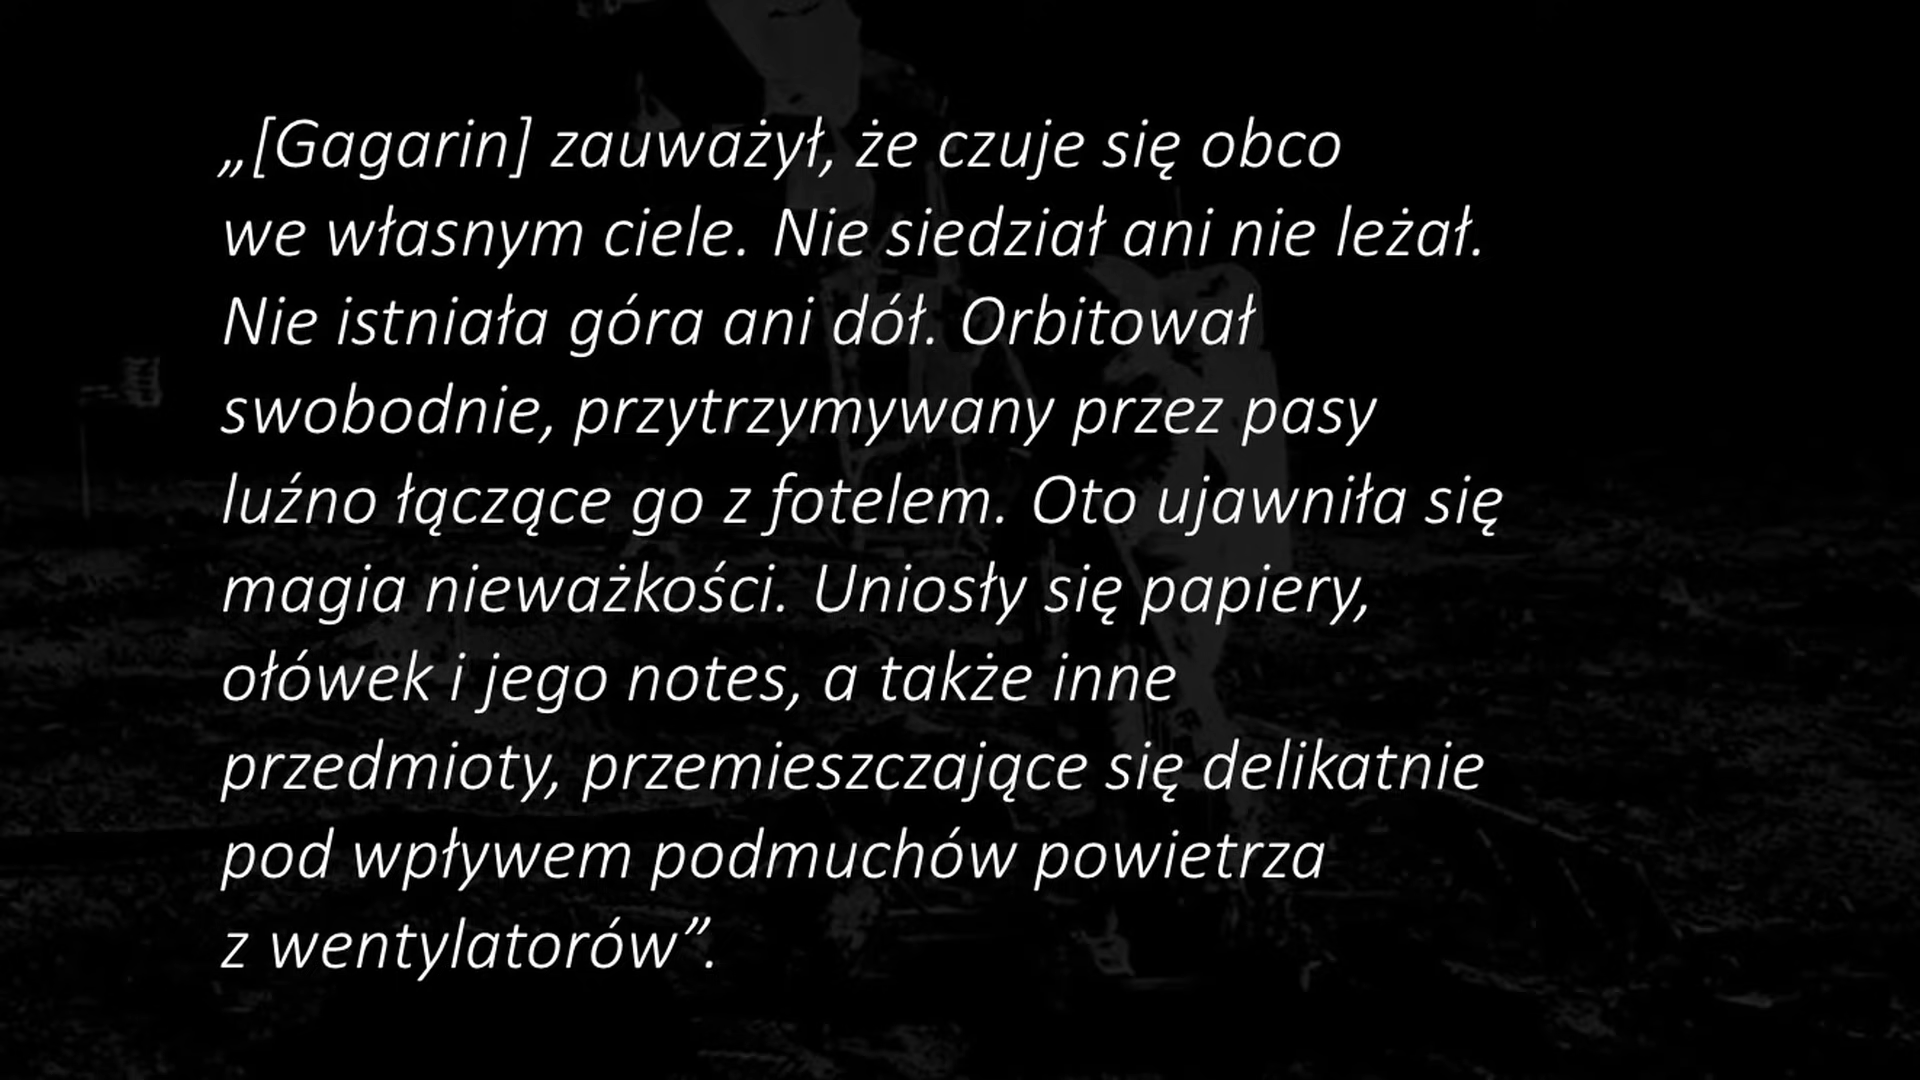 „[Gagarin] zauważył, że czuje się obco
we własnym ciele. Nie siedział ani nie leżał.
Nie istniała góra ani dół. Orbitował
swobodnie, przytrzymywany przez pasy
luźno łączące go z fotelem. Oto ujawniła się
magia nieważkości. Uniosły się papiery,
ołówek i jego notes, a także inne
przedmioty, przemieszczające się delikatnie
pod wpływem podmuchów powietrza
z wentylatorów”.